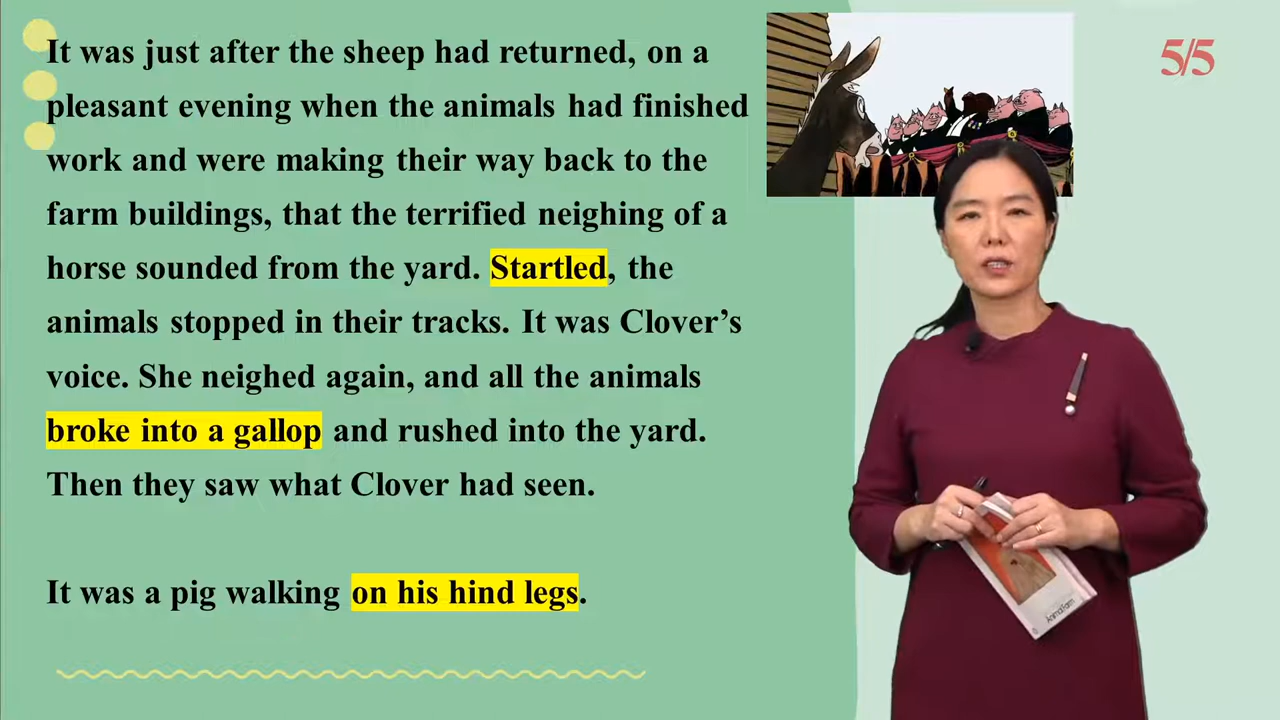 It was just after the sheep had returned, on a
pleasant evening when the animals had finished
work and were making their way back to the
farm buildings, that the terrified neighing of a
horse sounded from the yard. Startled, the
animals stopped in their tracks. It was Clover’s
voice. She neighed again, and all the animals
broke into a gallop and rushed into the yard.
Then they saw what Clover had seen.
It was a pig walking on his hind legs.
5/5
Animal Farm